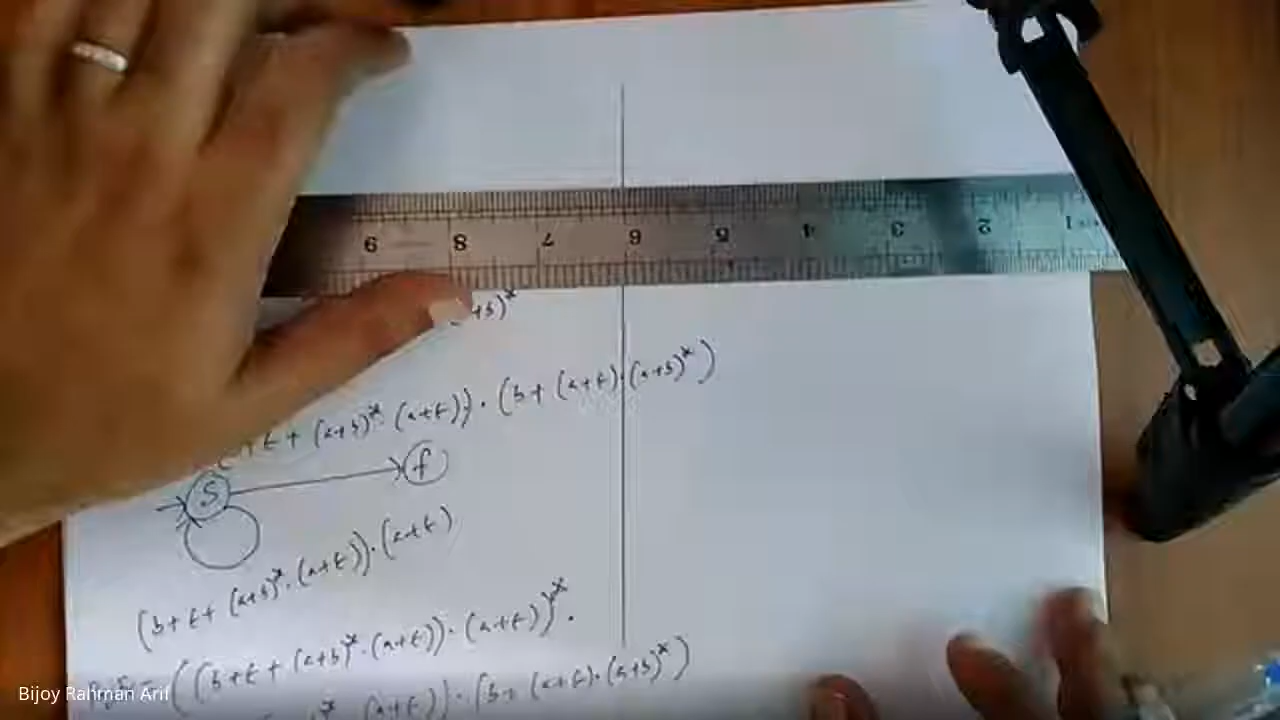 9 8 7 6 5 4 3 2 1
+b)*
+ε + (a+b)*. (a+ε)). (b+ (a+ε).(a+b)*)
S f
(b+ε+ (a+b)*. (a+ε)). (a+ε)
((b+ε + (a+b)*. (a+ε)). (a+ε))*.
* (a+ε)). (b+ (a+ε). (a+b)*)
Bijoy Rahman Arif